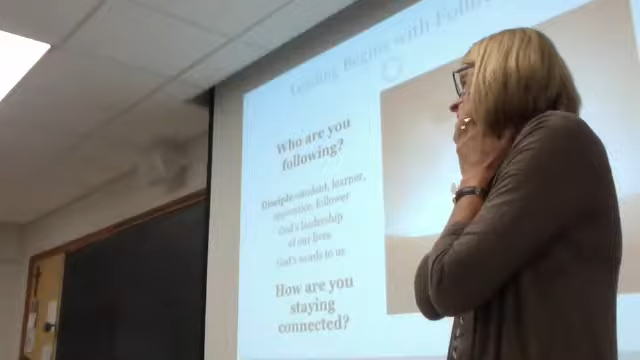 Leading Begins with Follow
Who are you
following?
Disciple-student, learner,
apprentice, follower
God's leadership
of our lives
God's words to us
How are you
staying
connected?